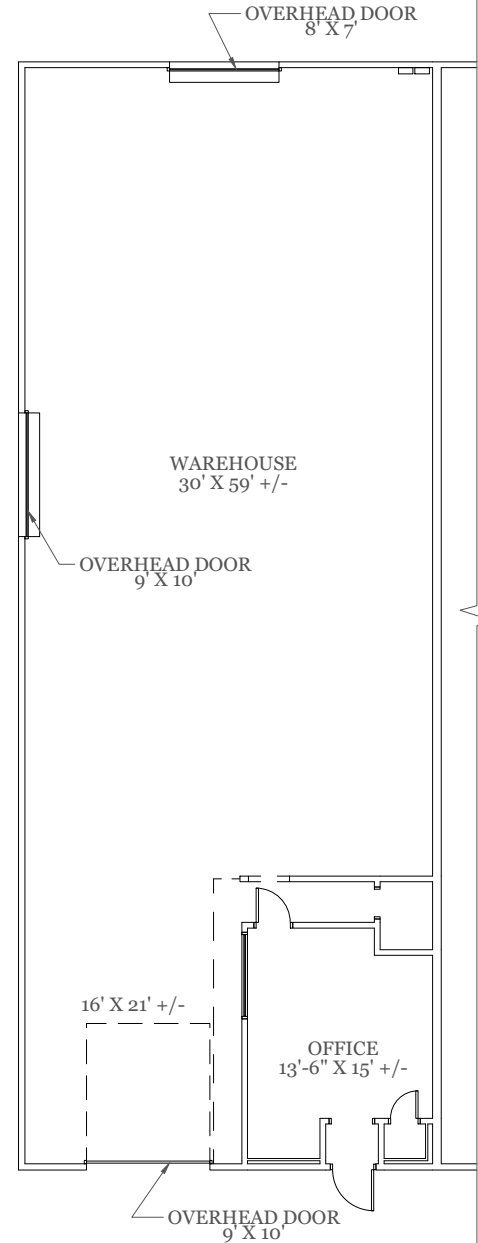 OVERHEAD DOOR
8' X 7'
WAREHOUSE
30' X 59' +/-
OVERHEAD DOOR
9' X 10'
16' X 21' +/-
OFFICE
13'-6" X 15' +/-
OVERHEAD DOOR
9' X 10'